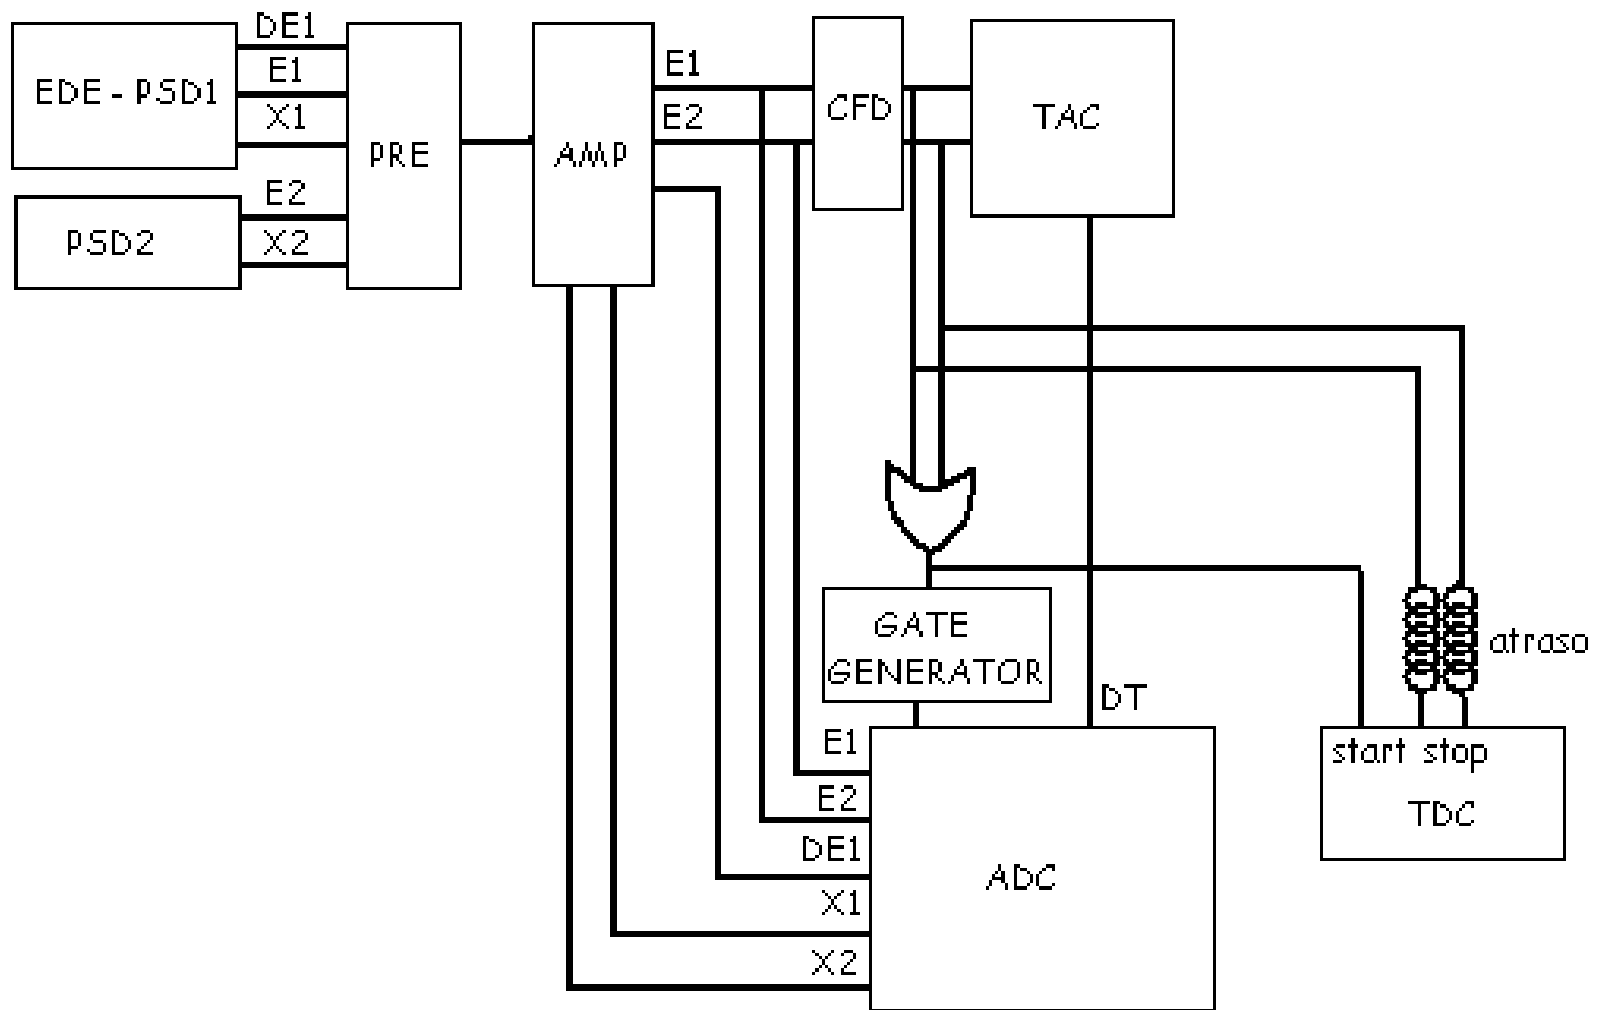 DE1
EDE - PSD1
E1
X1
E2
PSD2
X2
PRE
AMP
E1
E2
CFD
TAC
GATE
GENERATOR
DT
atraso
start stop
TDC
E1
E2
DE1
X1
X2
ADC